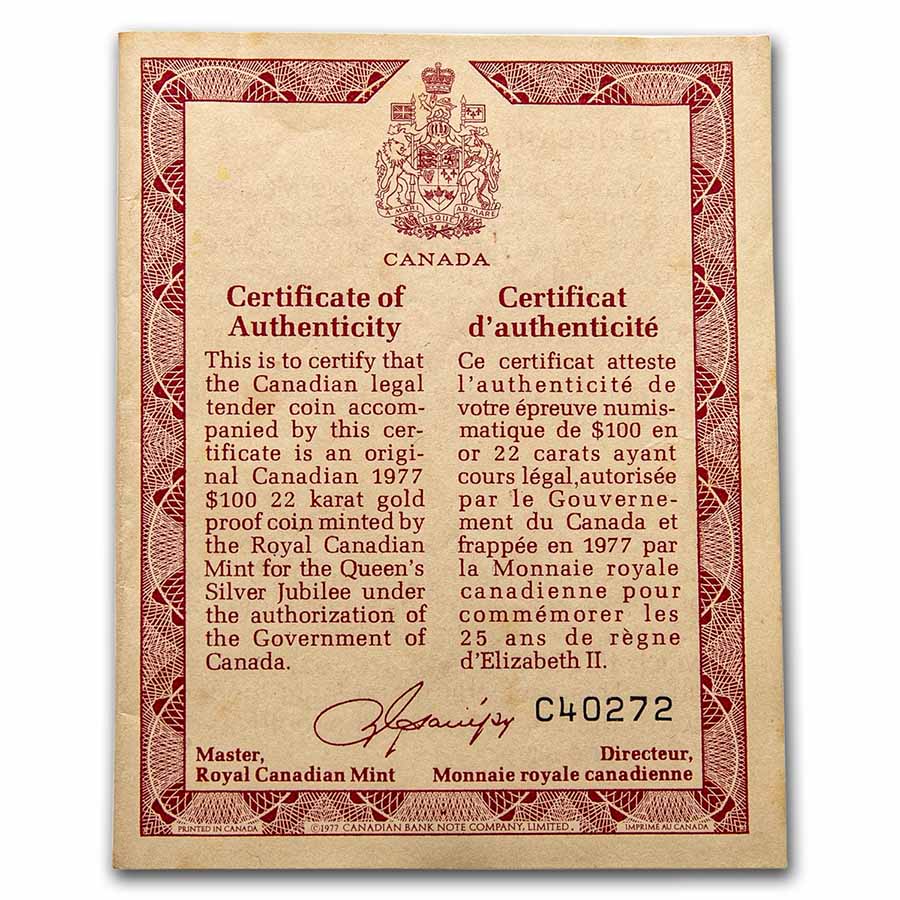 A MARI USQUE AD MARE
CANADA
Certificate of
Authenticity
This is to certify that
the Canadian legal
tender coin accom-
panied by this cer-
tificate is an origi-
nal Canadian 1977
$100 22 karat gold
proof coin minted by
the Royal Canadian
Mint for the Queen's
Silver Jubilee under
the authorization of
the Government of
Canada.
Certificat
d'authenticité
Ce certificat atteste
l'authenticité de
votre épreuve numis-
matique de $100 en
or 22 carats ayant
cours légal,autorisée
par le Gouverne-
ment du Canada et
frappée en 1977 par
la Monnaie royale
canadienne pour
commémorer les
25 ans de règne
d'Elizabeth II.
C40272
Master,
Royal Canadian Mint
Directeur,
Monnaie royale canadienne
PRINTED IN CANADA
©1977 CANADIAN BANK NOTE COMPANY, LIMITED.
IMPRIMÉ AU CANADA